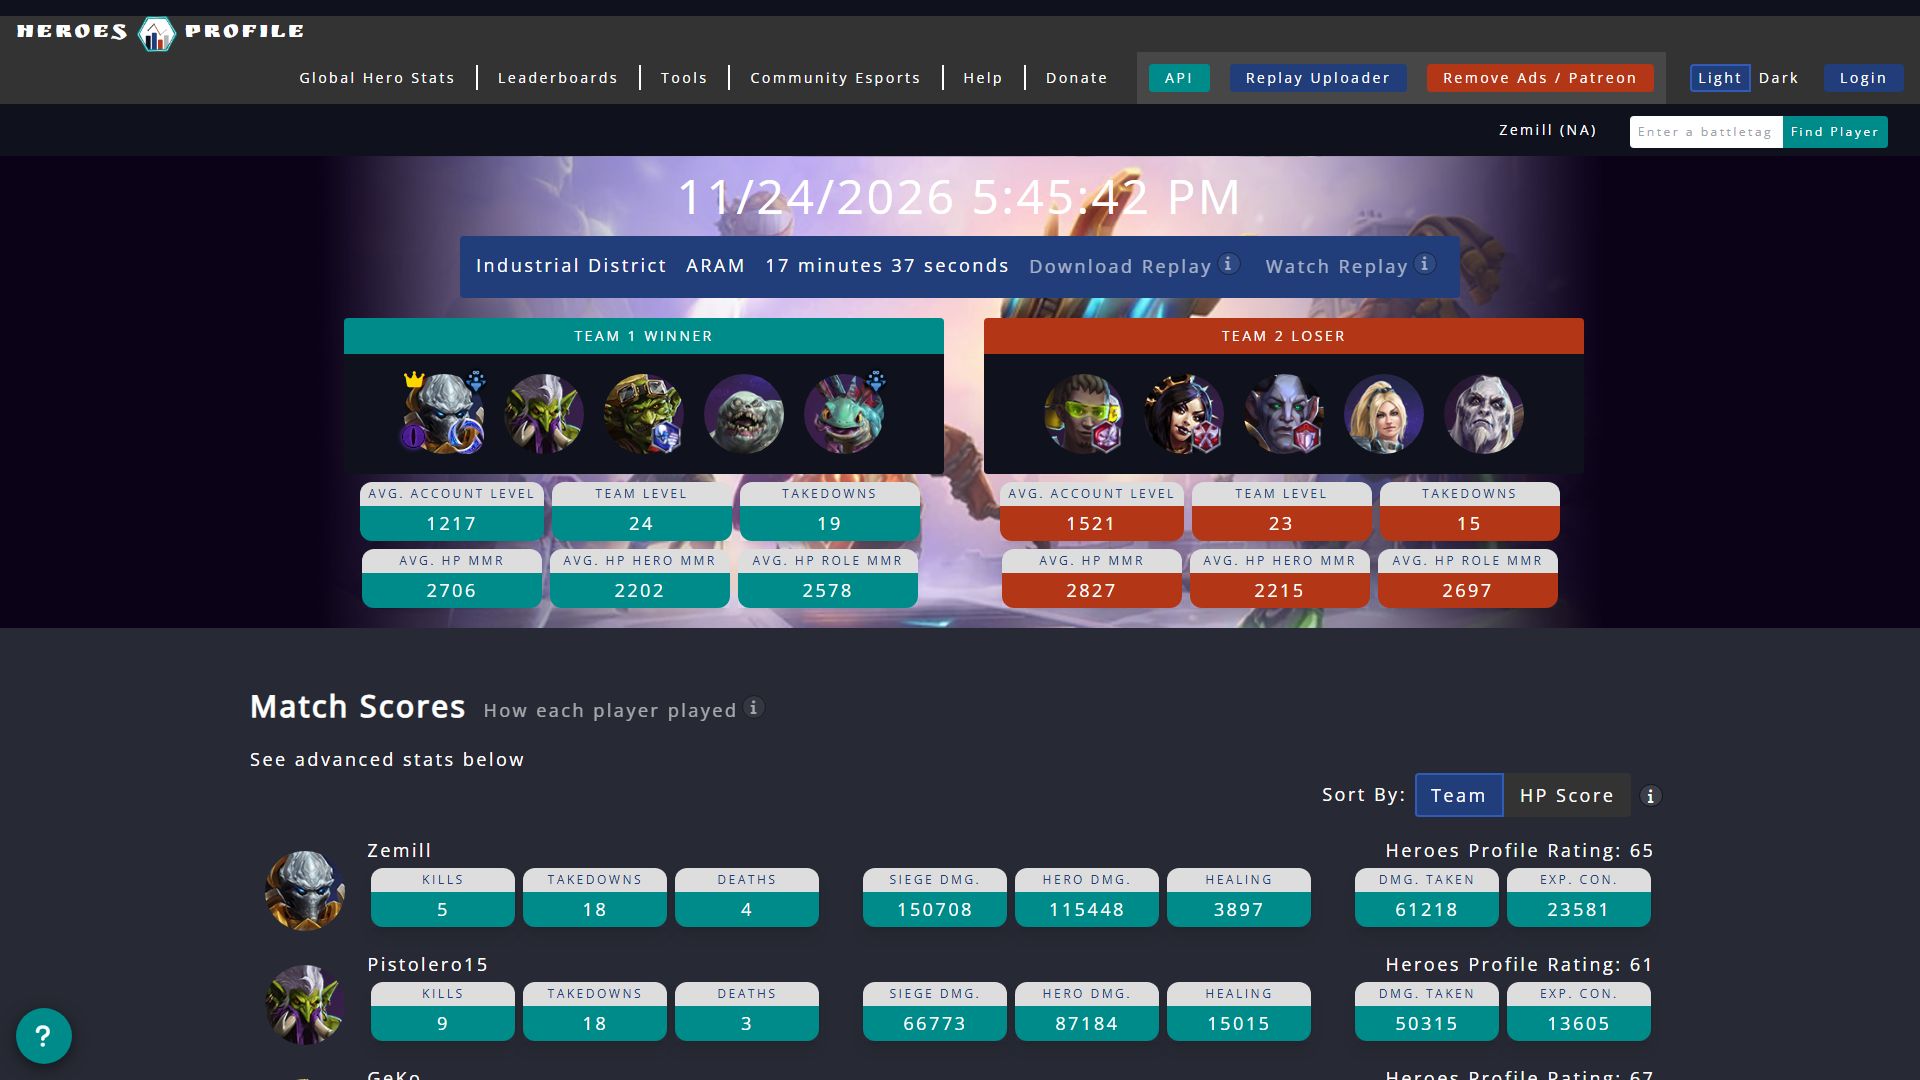 HEROES PROFILE
Global Hero Stats
Leaderboards
Tools
Community Esports
Help
Donate
API
Replay Uploader
Remove Ads / Patreon
Light
Dark
Login
Zemill (NA)
Enter a battletag
Find Player
11/24/2026 5:45:42 PM
Industrial District ARAM 17 minutes 37 seconds Download Replay i Watch Replay i
TEAM 1 WINNER
AVG. ACCOUNT LEVEL
1217
TEAM LEVEL
24
TAKEDOWNS
19
AVG. HP MMR
2706
AVG. HP HERO MMR
2202
AVG. HP ROLE MMR
2578
TEAM 2 LOSER
AVG. ACCOUNT LEVEL
1521
TEAM LEVEL
23
TAKEDOWNS
15
AVG. HP MMR
2827
AVG. HP HERO MMR
2215
AVG. HP ROLE MMR
2697
Match Scores How each player played i
See advanced stats below
Sort By: Team HP Score i
Zemill
Heroes Profile Rating: 65
KILLS
5
TAKEDOWNS
18
DEATHS
4
SIEGE DMG.
150708
HERO DMG.
115448
HEALING
3897
DMG. TAKEN
61218
EXP. CON.
23581
Pistolero15
Heroes Profile Rating: 61
KILLS
9
TAKEDOWNS
18
DEATHS
3
SIEGE DMG.
66773
HERO DMG.
87184
HEALING
15015
DMG. TAKEN
50315
EXP. CON.
13605
?
GeKo
Heroes Profile Rating: 67